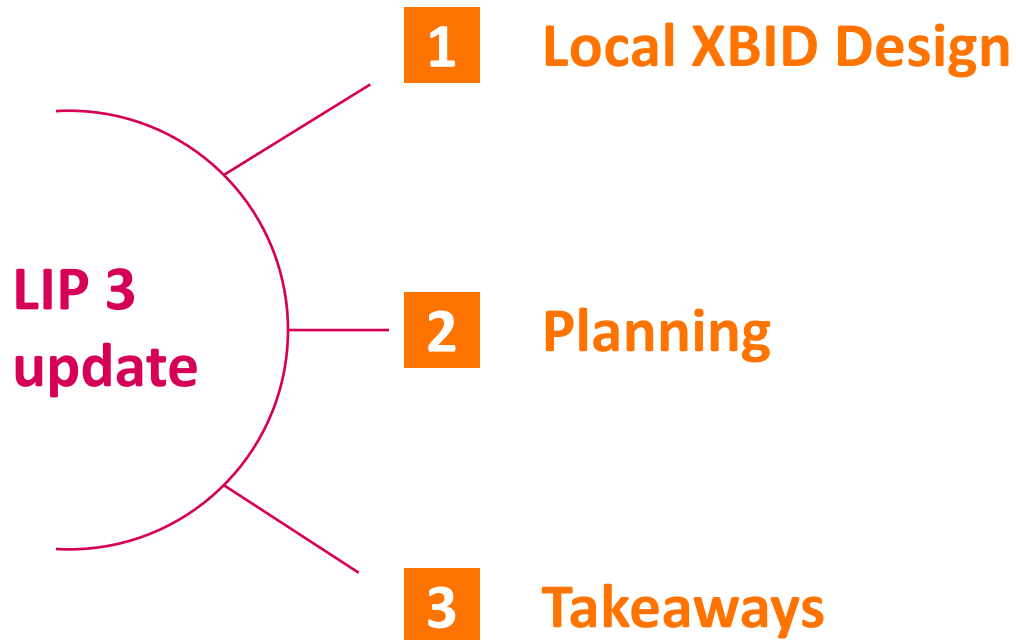 LIP 3
update
1 Local XBID Design
2 Planning
3 Takeaways